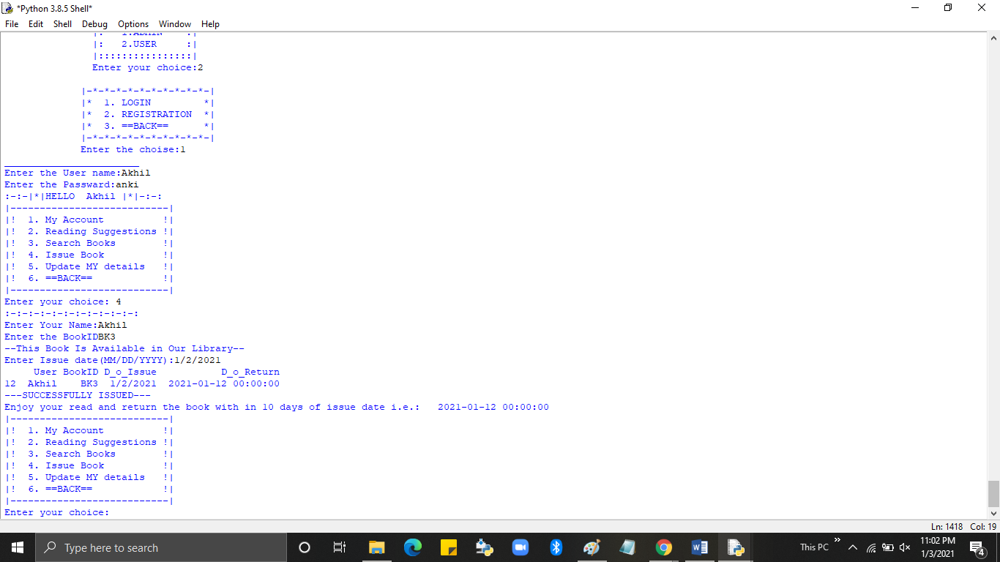 *Python 3.8.5 Shell*
File Edit Shell Debug Options Window Help
|: 1.ADMIN :|
|: 2.USER :|
|::::::::::::::::|
Enter your choice:2
|-*-*-*-*-*-*-*-*-*-*-|
|* 1. LOGIN *|
|* 2. REGISTRATION *|
|* 3. ==BACK== *|
|-*-*-*-*-*-*-*-*-*-*-|
Enter the choise:1
_______________________
Enter the User name:Akhil
Enter the Passward:anki
:-:-|*|HELLO Akhil |*|-:-:
|---------------------------|
|! 1. My Account !|
|! 2. Reading Suggestions !|
|! 3. Search Books !|
|! 4. Issue Book !|
|! 5. Update MY details !|
|! 6. ==BACK== !|
|---------------------------|
Enter your choice: 4
:-:-:-:-:-:-:-:-:-:-:-:
Enter Your Name:Akhil
Enter the BookIDBK3
--This Book Is Available in Our Library--
Enter Issue date(MM/DD/YYYY):1/2/2021
User BookID D_o_Issue D_o_Return
12 Akhil BK3 1/2/2021 2021-01-12 00:00:00
---SUCCESSFULLY ISSUED---
Enjoy your read and return the book with in 10 days of issue date i.e.: 2021-01-12 00:00:00
|---------------------------|
|! 1. My Account !|
|! 2. Reading Suggestions !|
|! 3. Search Books !|
|! 4. Issue Book !|
|! 5. Update MY details !|
|! 6. ==BACK== !|
|---------------------------|
Enter your choice:
Ln: 1418 Col: 19
Type here to search
This PC
11:02 PM
1/3/2021
4